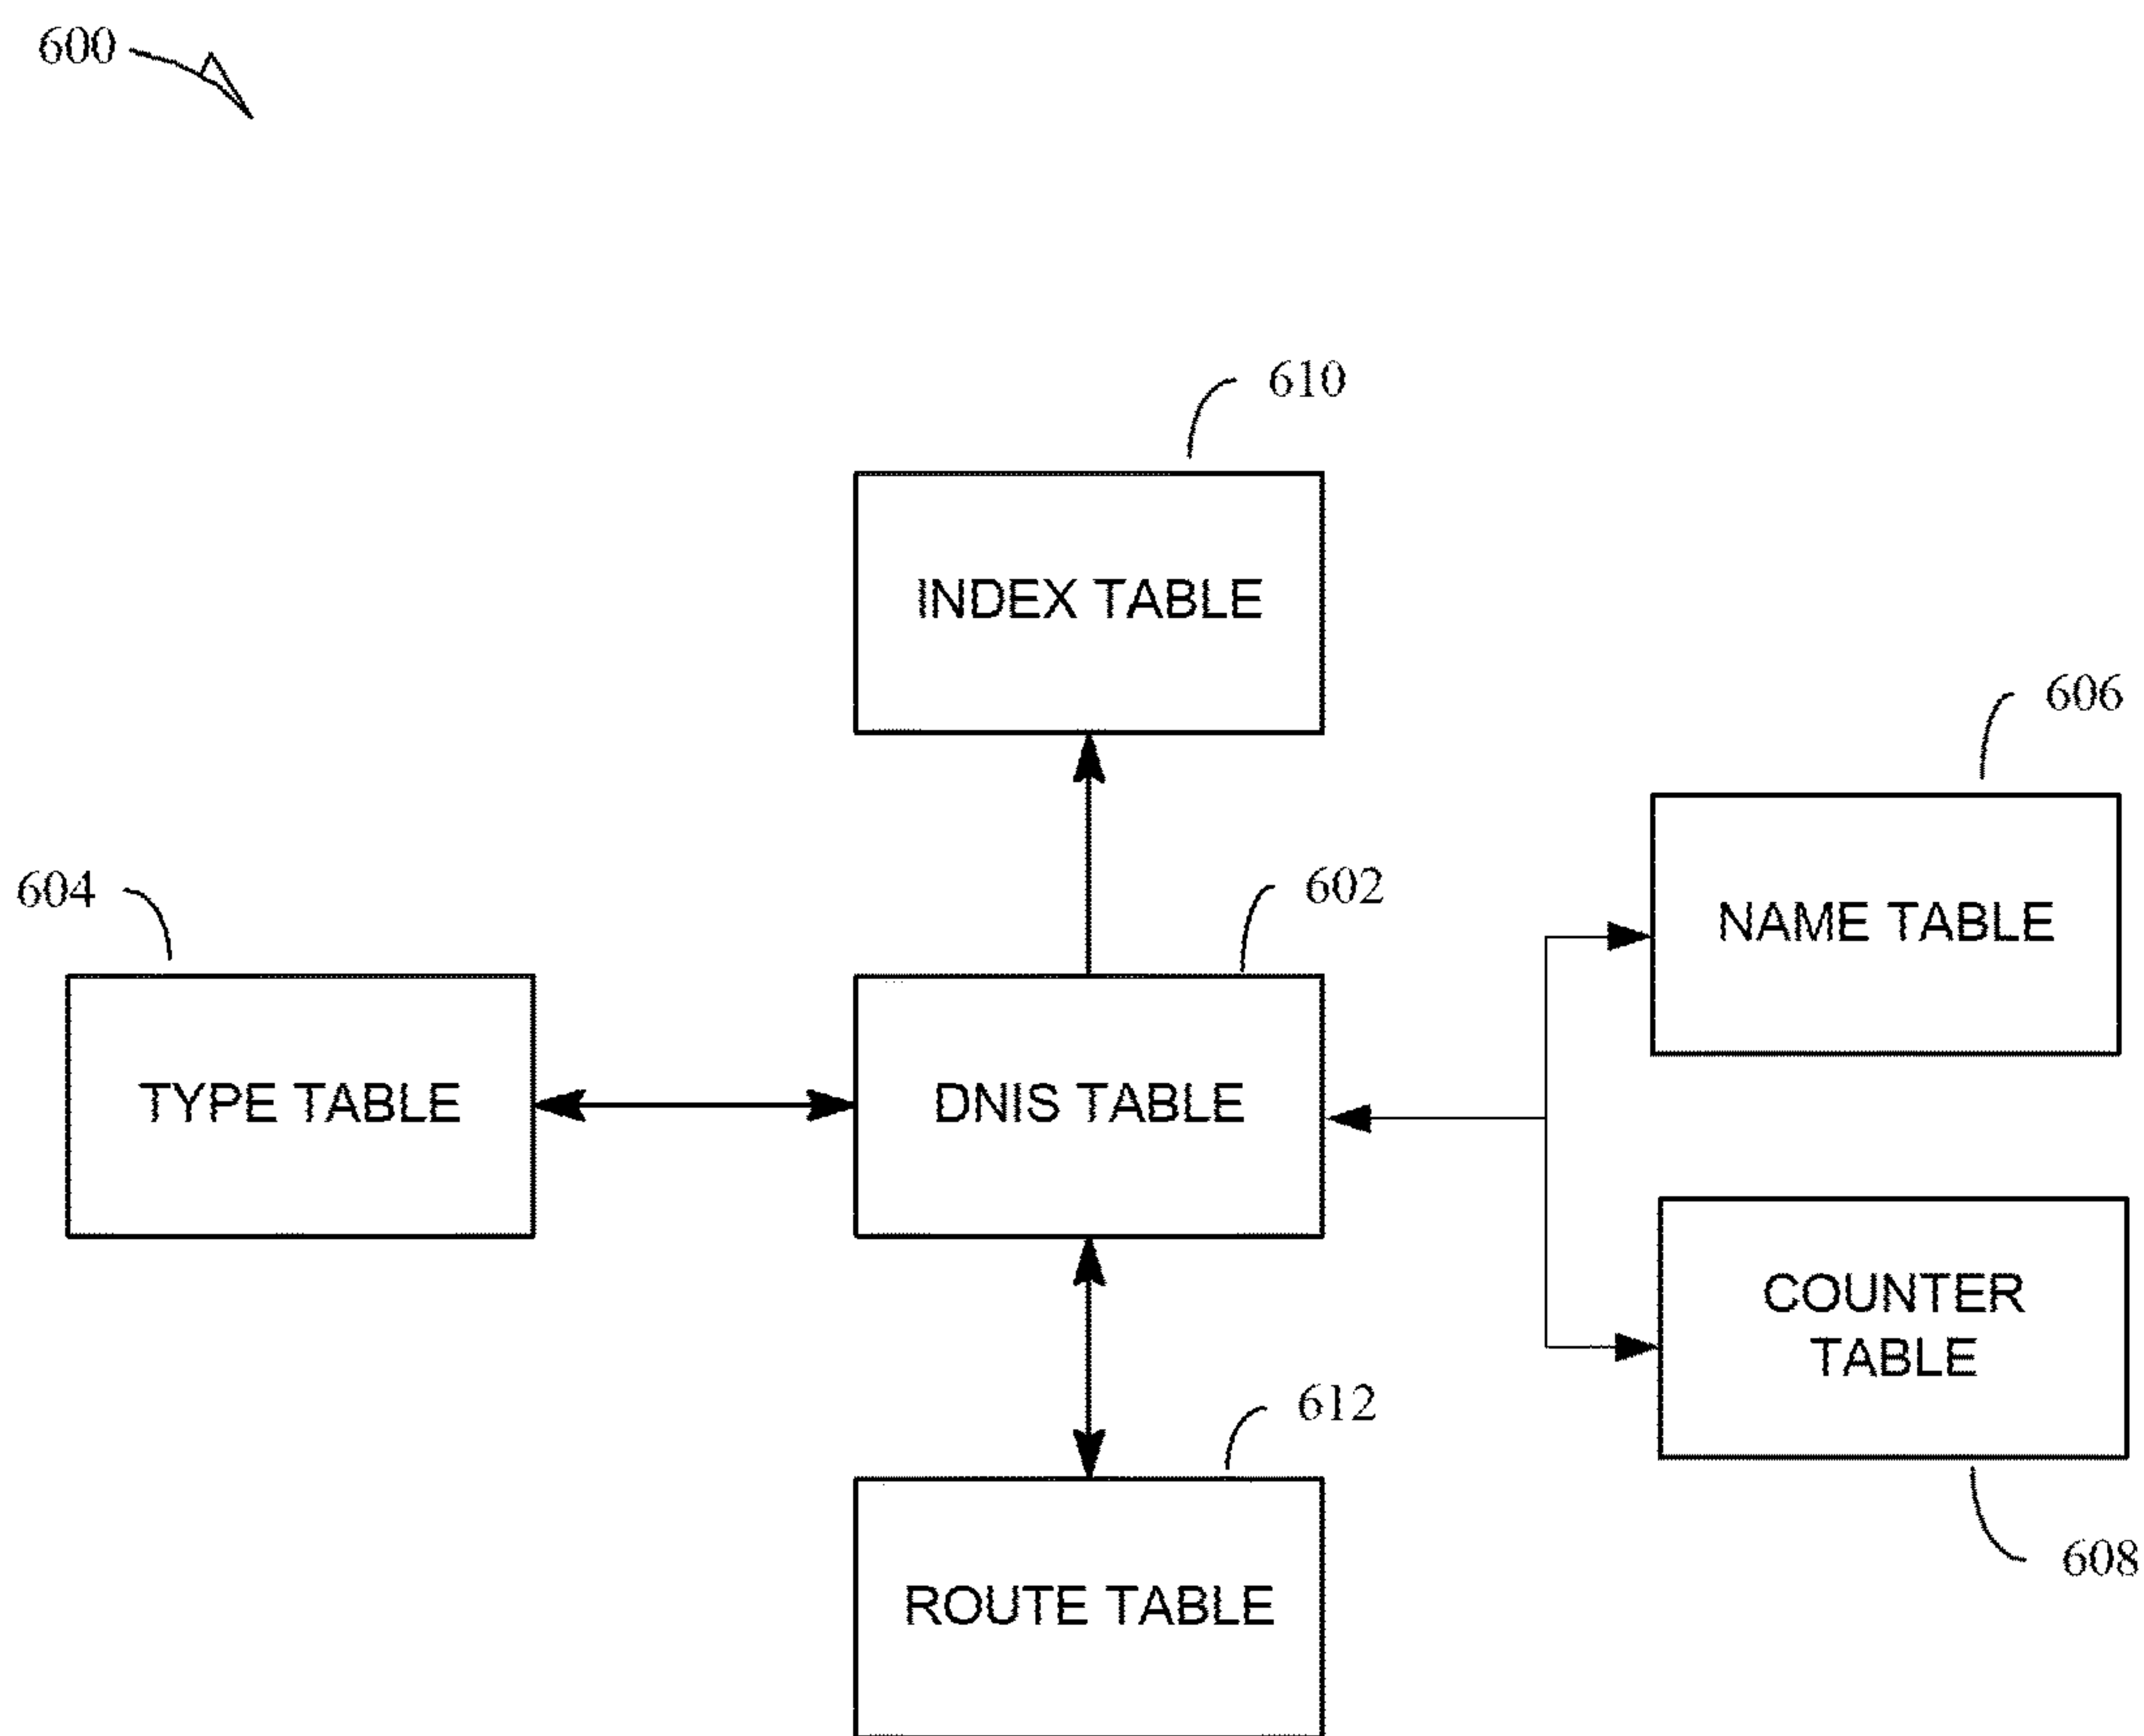 600
610
INDEX TABLE
606
NAME TABLE
604
602
TYPE TABLE
DNIS TABLE
COUNTER
TABLE
612
608
ROUTE TABLE